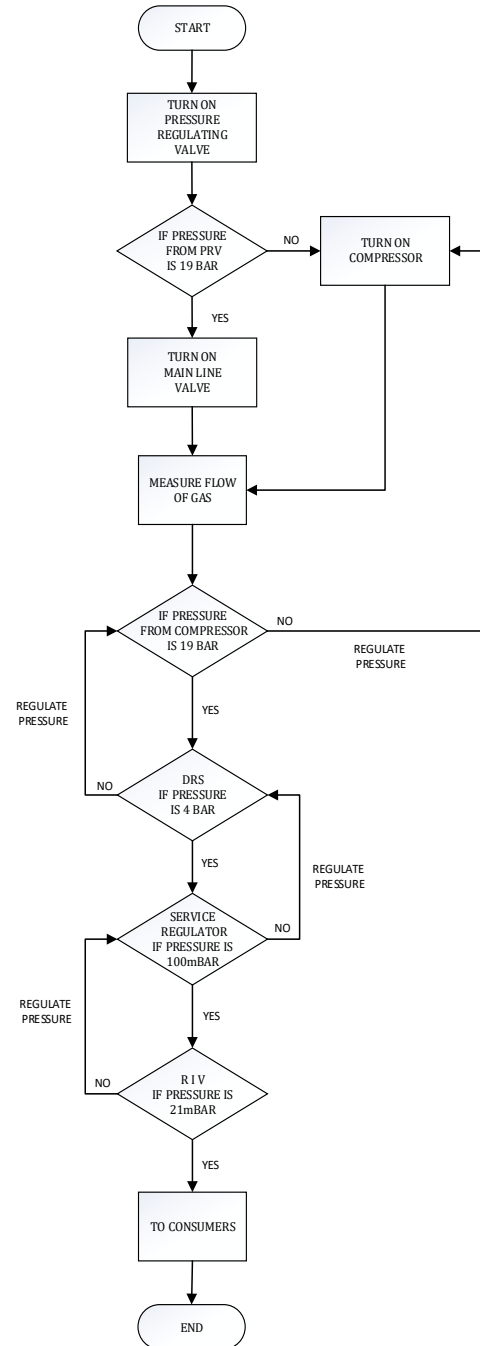 START
TURN ON
PRESSURE
REGULATING
VALVE
IF PRESSURE
FROM PRV
IS 19 BAR
NO
TURN ON
COMPRESSOR
YES
TURN ON
MAIN LINE
VALVE
MEASURE FLOW
OF GAS
IF PRESSURE
FROM COMPRESSOR
IS 19 BAR
NO
REGULATE
PRESSURE
YES
REGULATE
PRESSURE
DRS
IF PRESSURE
IS 4 BAR
NO
YES
REGULATE
PRESSURE
SERVICE
REGULATOR
IF PRESSURE IS
100mBAR
NO
YES
REGULATE
PRESSURE
R I V
IF PRESSURE IS
21mBAR
NO
YES
TO CONSUMERS
END